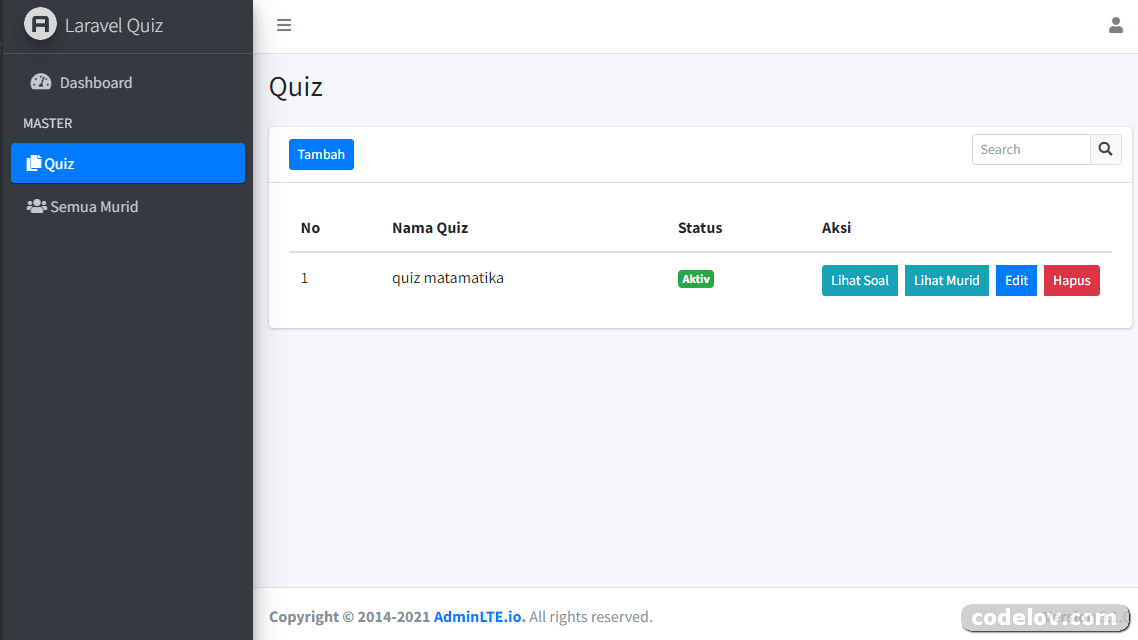 Laravel Quiz
Dashboard
MASTER
Quiz
Semua Murid
Quiz
Tambah
Search
No Nama Quiz Status Aksi
1 quiz matamatika Aktiv Lihat Soal Lihat Murid Edit Hapus
Copyright © 2014-2021 AdminLTE.io. All rights reserved.
codelov.com